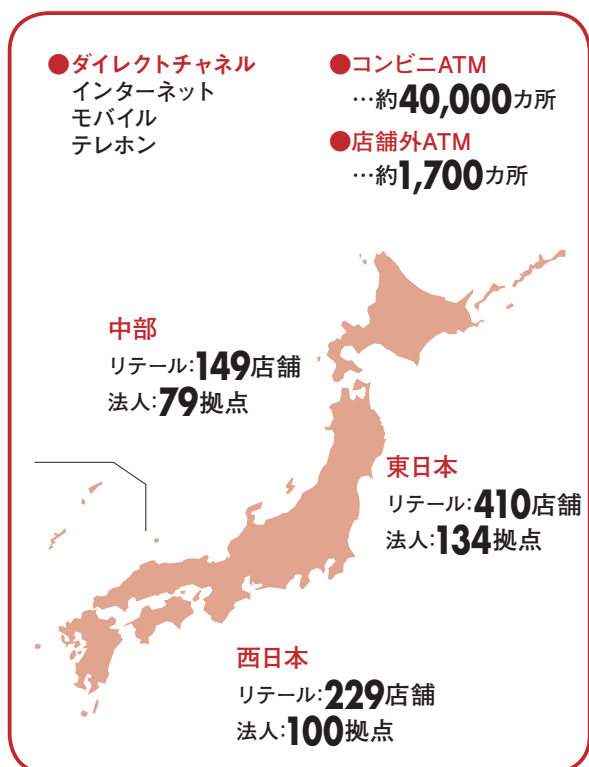 ●ダイレクトチャネル
インターネット
モバイル
テレホン
●コンビニATM
…約40,000カ所
●店舗外ATM
…約1,700カ所
中部
リテール:149店舗
法人:79拠点
東日本
リテール:410店舗
法人:134拠点
西日本
リテール:229店舗
法人:100拠点